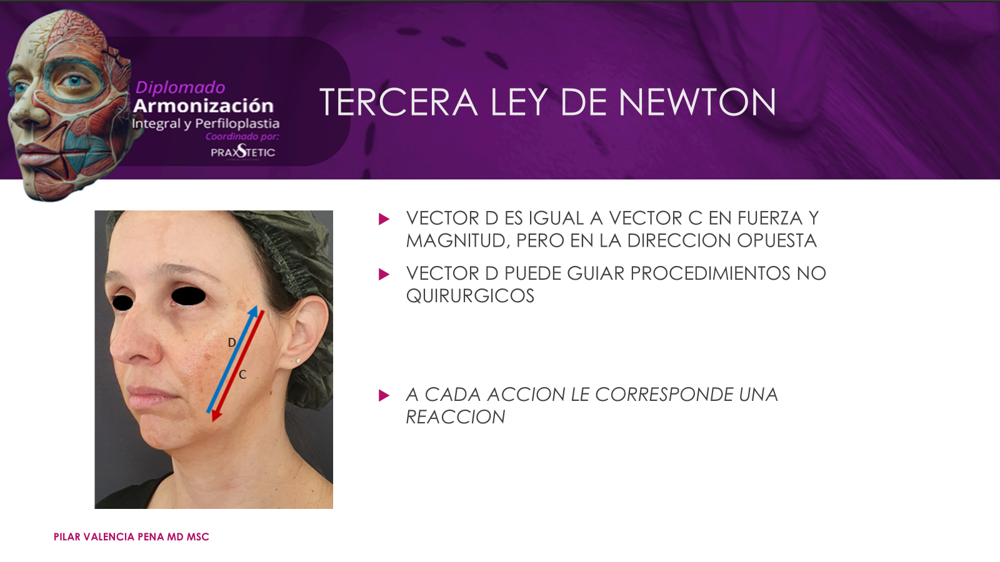 Diplomado
Armonización
Integral y Perfiloplastia
Coordinado por:
PRAXSTETIC
TERCERA LEY DE NEWTON
VECTOR D ES IGUAL A VECTOR C EN FUERZA Y
MAGNITUD, PERO EN LA DIRECCION OPUESTA
VECTOR D PUEDE GUIAR PROCEDIMIENTOS NO
QUIRURGICOS
A CADA ACCION LE CORRESPONDE UNA
REACCION
D
C
PILAR VALENCIA PENA MD MSC